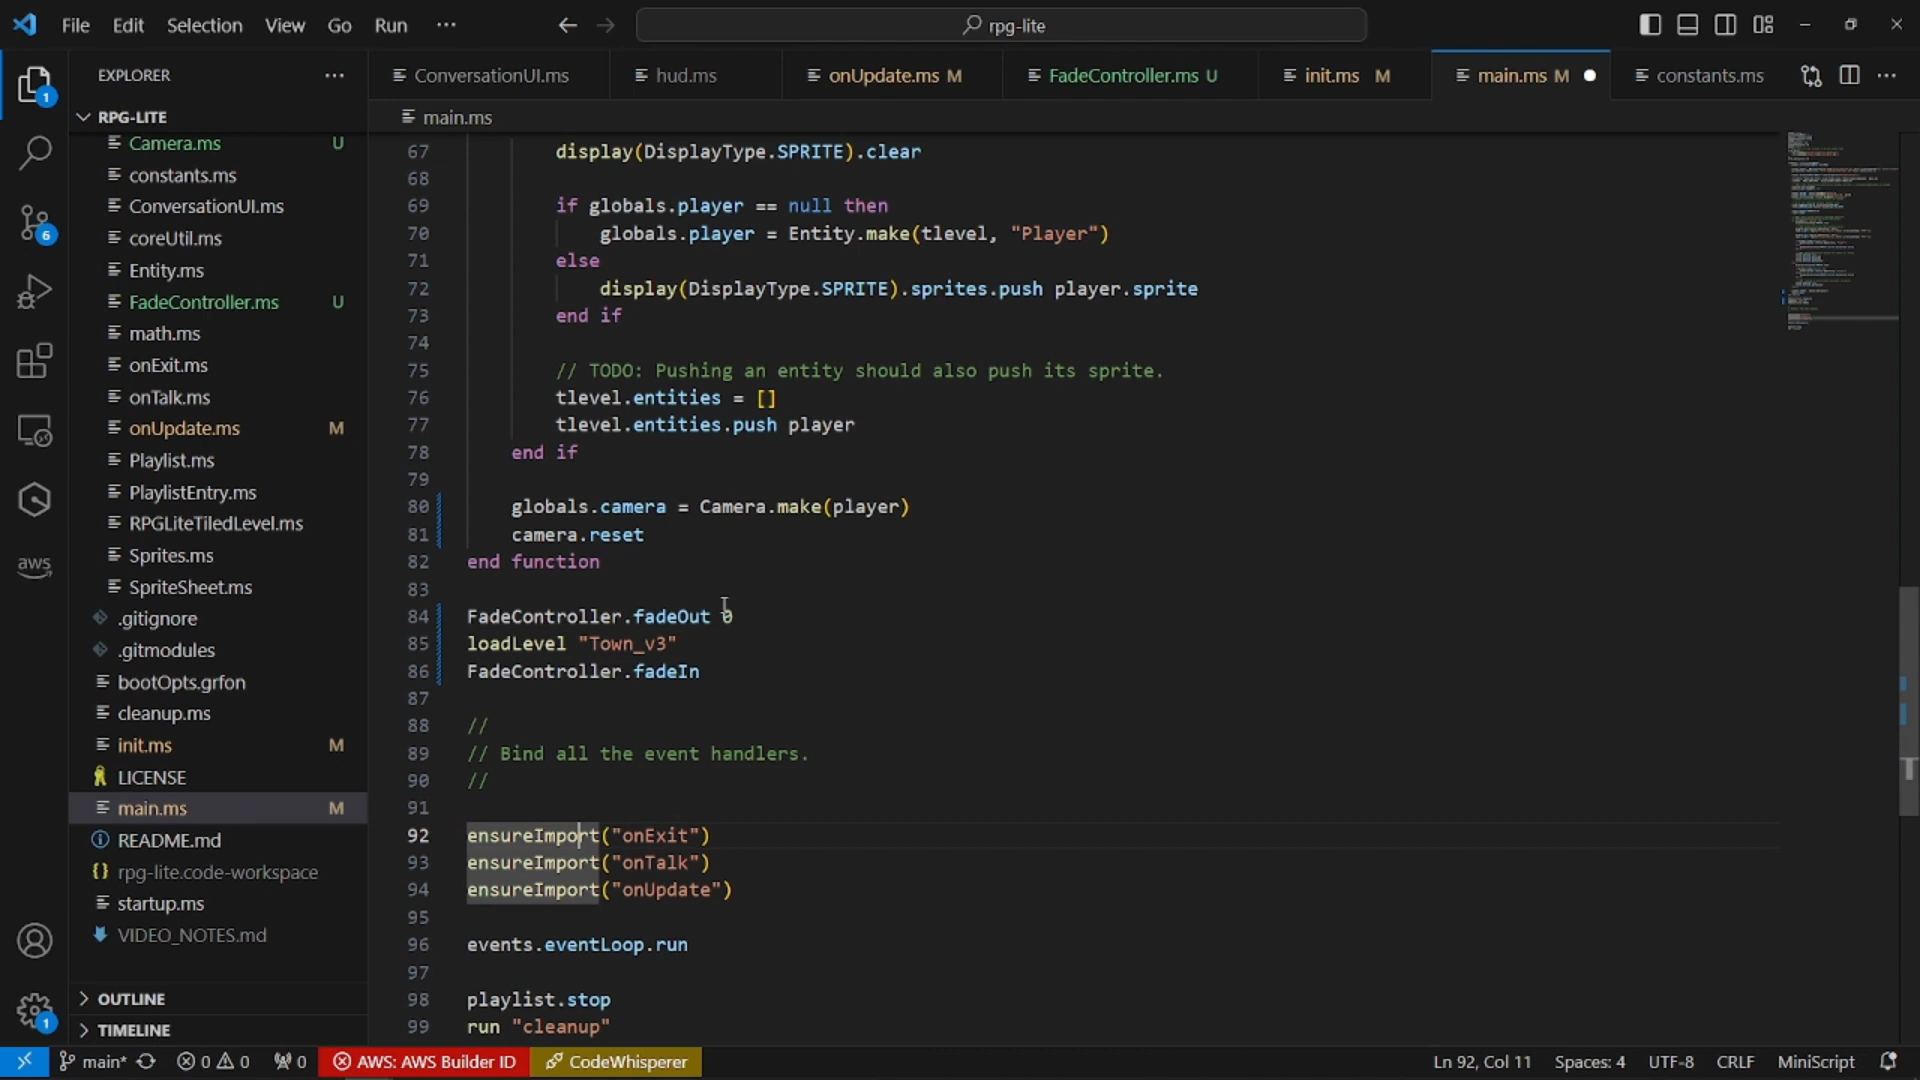 File Edit Selection View Go Run ··· rpg-lite
EXPLORER ···
RPG-LITE
Camera.ms U
constants.ms
ConversationUI.ms
coreUtil.ms
Entity.ms
FadeController.ms U
math.ms
onExit.ms
onTalk.ms
onUpdate.ms M
Playlist.ms
PlaylistEntry.ms
RPGLiteTiledLevel.ms
Sprites.ms
SpriteSheet.ms
.gitignore
.gitmodules
bootOpts.grfon
cleanup.ms
init.ms M
LICENSE
main.ms M
README.md
rpg-lite.code-workspace
startup.ms
VIDEO_NOTES.md
OUTLINE
TIMELINE
1
6
aws
1
ConversationUI.ms hud.ms onUpdate.ms M FadeController.ms U init.ms M main.ms M constants.ms
main.ms
67 display(DisplayType.SPRITE).clear
68
69 if globals.player == null then
70 globals.player = Entity.make(tlevel, "Player")
71 else
72 display(DisplayType.SPRITE).sprites.push player.sprite
73 end if
74
75 // TODO: Pushing an entity should also push its sprite.
76 tlevel.entities = []
77 tlevel.entities.push player
78 end if
79
80 globals.camera = Camera.make(player)
81 camera.reset
82 end function
83
84 FadeController.fadeOut 0
85 loadLevel "Town_v3"
86 FadeController.fadeIn
87
88 //
89 // Bind all the event handlers.
90 //
91
92 ensureImport("onExit")
93 ensureImport("onTalk")
94 ensureImport("onUpdate")
95
96 events.eventLoop.run
97
98 playlist.stop
99 run "cleanup"
main* 0 0 0 AWS: AWS Builder ID CodeWhisperer Ln 92, Col 11 Spaces: 4 UTF-8 CRLF MiniScript